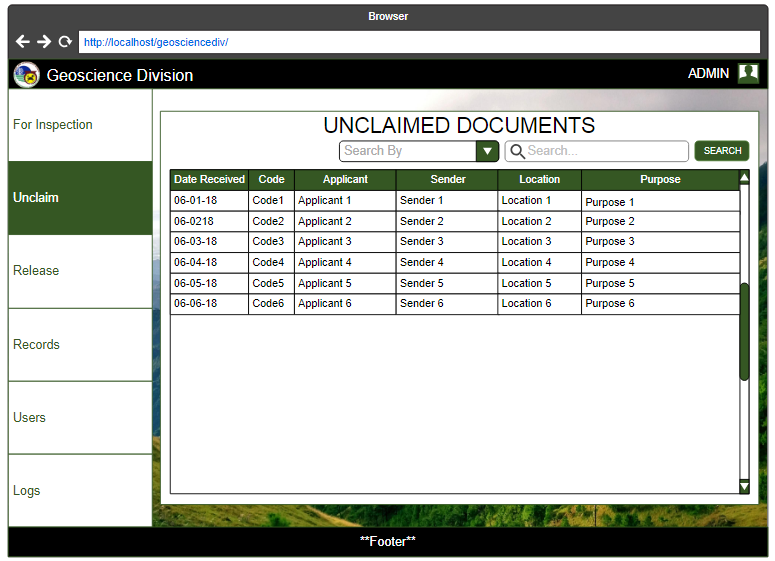 Browser
http://localhost/geosciencediv/
Geoscience Division
ADMIN
For Inspection
Unclaim
Release
Records
Users
Logs
UNCLAIMED DOCUMENTS
Search By
Search...
SEARCH
Date Received Code Applicant Sender Location Purpose
06-01-18 Code1 Applicant 1 Sender 1 Location 1 Purpose 1
06-0218 Code2 Applicant 2 Sender 2 Location 2 Purpose 2
06-03-18 Code3 Applicant 3 Sender 3 Location 3 Purpose 3
06-04-18 Code4 Applicant 4 Sender 4 Location 4 Purpose 4
06-05-18 Code5 Applicant 5 Sender 5 Location 5 Purpose 5
06-06-18 Code6 Applicant 6 Sender 6 Location 6 Purpose 6
**Footer**